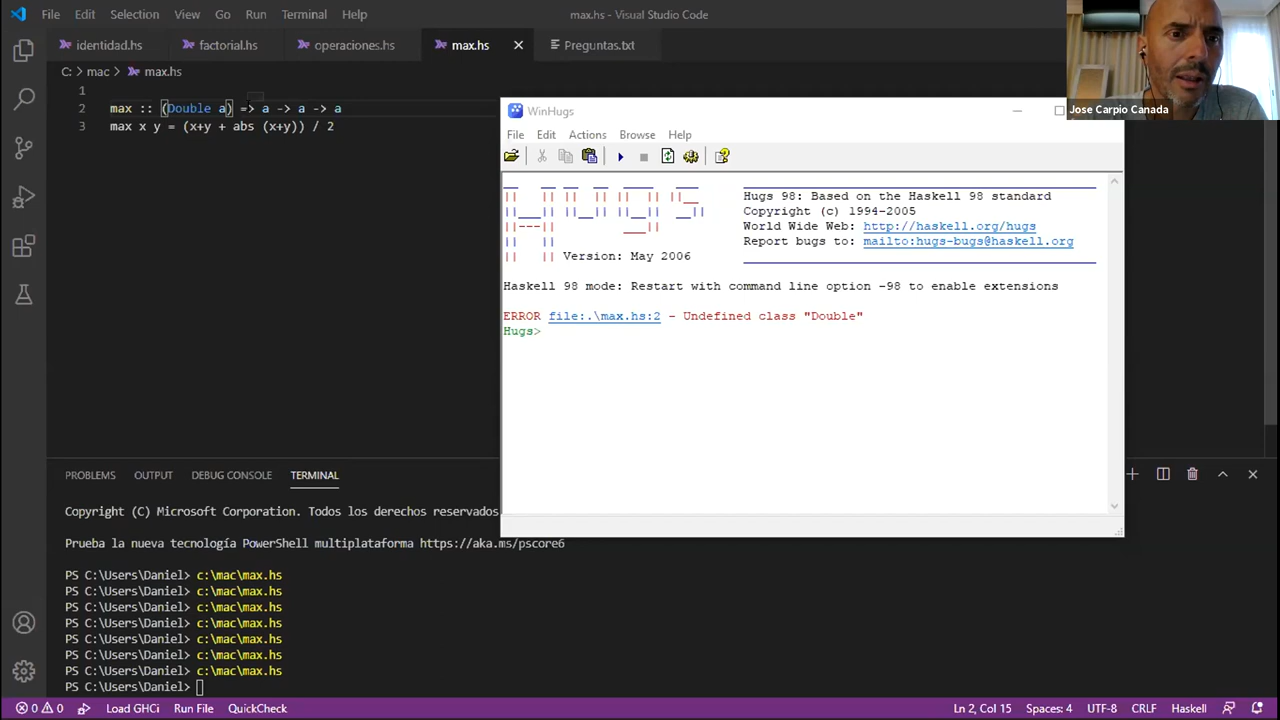 File Edit Selection View Go Run Terminal Help
max.hs - Visual Studio Code
identidad.hs
factorial.hs
operaciones.hs
max.hs
Preguntas.txt
C: > mac > max.hs
1
2 max :: (Double a) => a -> a -> a
3 max x y = (x+y + abs (x+y)) / 2
Jose Carpio Canada
WinHugs
File Edit Actions Browse Help
Hugs 98: Based on the Haskell 98 standard
Copyright (c) 1994-2005
World Wide Web: http://haskell.org/hugs
Report bugs to: mailto:hugs-bugs@haskell.org
Version: May 2006
Haskell 98 mode: Restart with command line option -98 to enable extensions
ERROR file:.\max.hs:2 - Undefined class "Double"
Hugs>
PROBLEMS OUTPUT DEBUG CONSOLE TERMINAL
Copyright (C) Microsoft Corporation. Todos los derechos reservados.
Prueba la nueva tecnología PowerShell multiplataforma https://aka.ms/pscore6
PS C:\Users\Daniel> c:\mac\max.hs
PS C:\Users\Daniel> c:\mac\max.hs
PS C:\Users\Daniel> c:\mac\max.hs
PS C:\Users\Daniel> c:\mac\max.hs
PS C:\Users\Daniel> c:\mac\max.hs
PS C:\Users\Daniel> c:\mac\max.hs
PS C:\Users\Daniel> c:\mac\max.hs
PS C:\Users\Daniel>
0 0 Load GHCi Run File QuickCheck
Ln 2, Col 15 Spaces: 4 UTF-8 CRLF Haskell